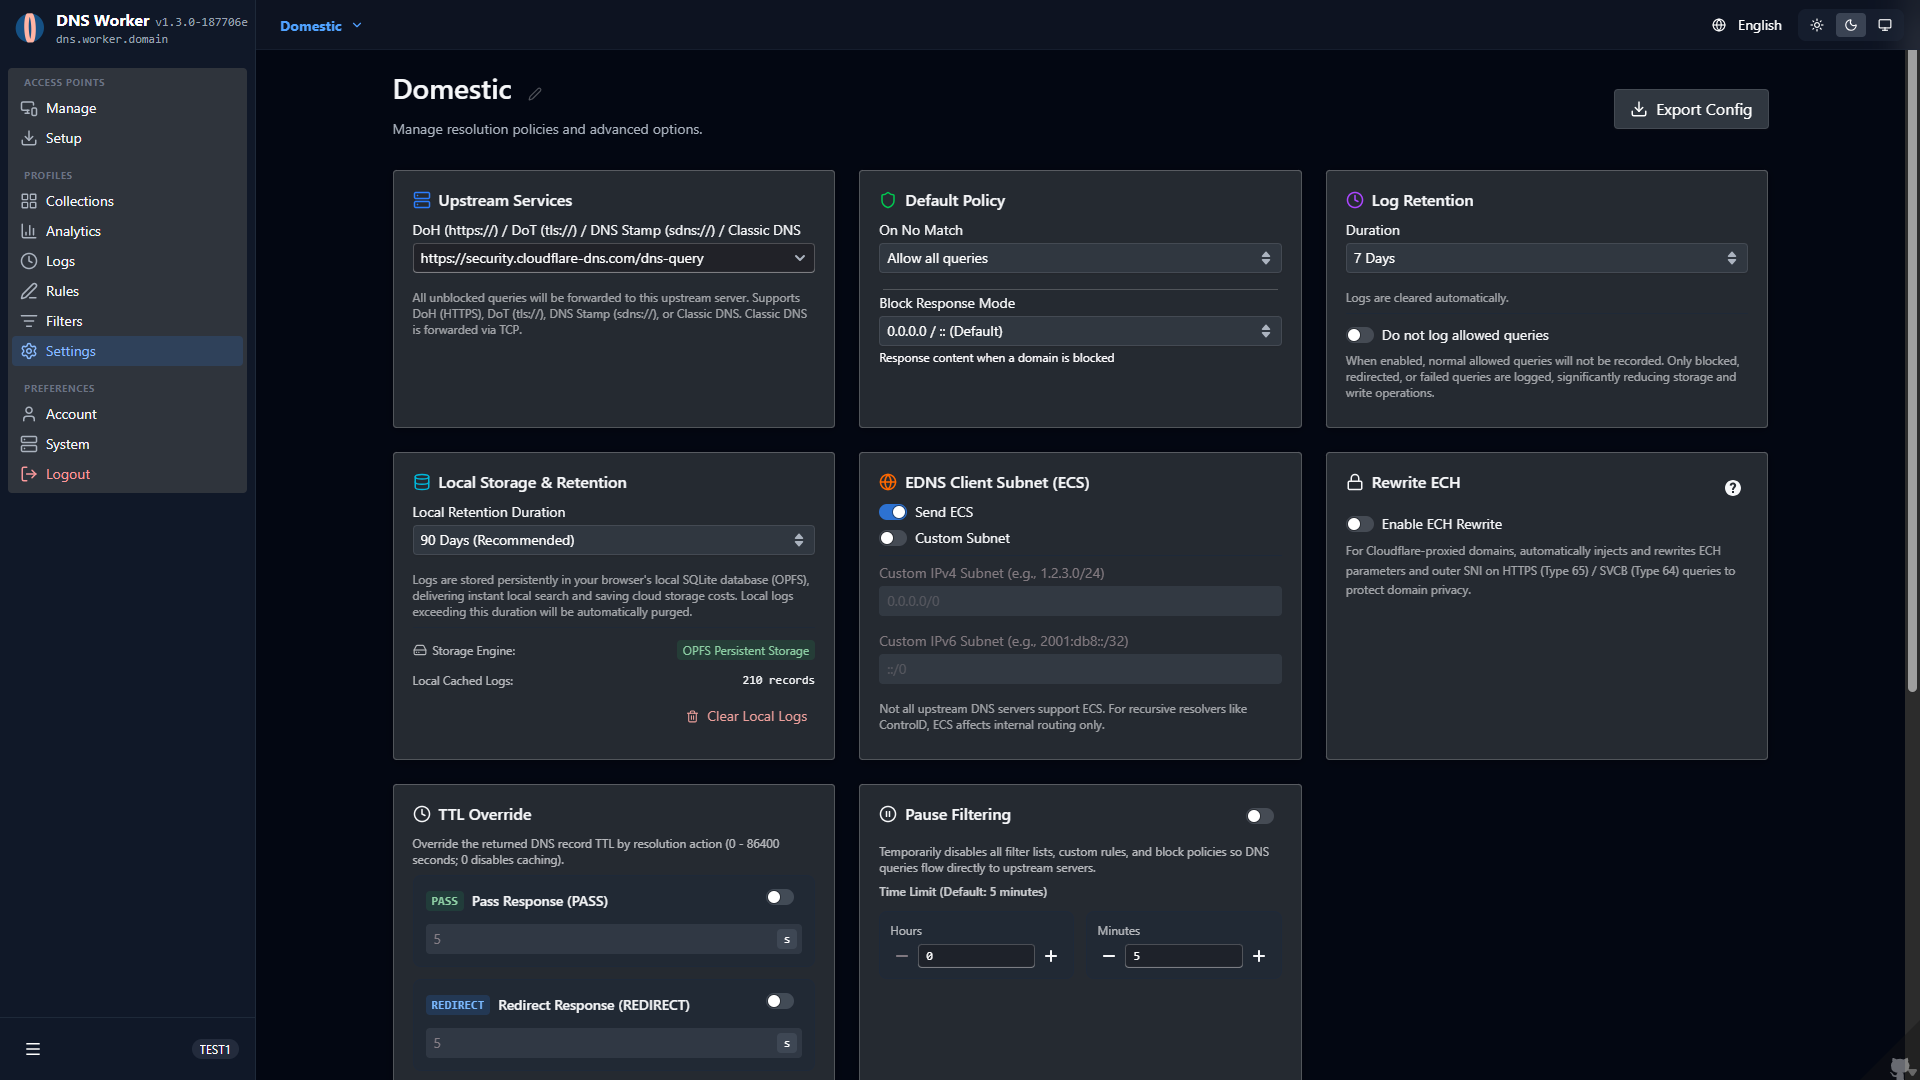 DNS Worker v1.3.0-187706e
dns.worker.domain
ACCESS POINTS
Manage
Setup
PROFILES
Collections
Analytics
Logs
Rules
Filters
Settings
PREFERENCES
Account
System
Logout
TEST1
Domestic
English
Domestic
Manage resolution policies and advanced options.
Export Config
Upstream Services
DoH (https://) / DoT (tls://) / DNS Stamp (sdns://) / Classic DNS
https://security.cloudflare-dns.com/dns-query
All unblocked queries will be forwarded to this upstream server. Supports
DoH (HTTPS), DoT (tls://), DNS Stamp (sdns://), or Classic DNS. Classic DNS
is forwarded via TCP.
Default Policy
On No Match
Allow all queries
Block Response Mode
0.0.0.0 / :: (Default)
Response content when a domain is blocked
Log Retention
Duration
7 Days
Logs are cleared automatically.
Do not log allowed queries
When enabled, normal allowed queries will not be recorded. Only blocked,
redirected, or failed queries are logged, significantly reducing storage and
write operations.
Local Storage & Retention
Local Retention Duration
90 Days (Recommended)
Logs are stored persistently in your browser's local SQLite database (OPFS),
delivering instant local search and saving cloud storage costs. Local logs
exceeding this duration will be automatically purged.
Storage Engine:
OPFS Persistent Storage
Local Cached Logs:
210 records
Clear Local Logs
EDNS Client Subnet (ECS)
Send ECS
Custom Subnet
Custom IPv4 Subnet (e.g., 1.2.3.0/24)
0.0.0.0/0
Custom IPv6 Subnet (e.g., 2001:db8::/32)
::/0
Not all upstream DNS servers support ECS. For recursive resolvers like
ControlD, ECS affects internal routing only.
Rewrite ECH
?
Enable ECH Rewrite
For Cloudflare-proxied domains, automatically injects and rewrites ECH
parameters and outer SNI on HTTPS (Type 65) / SVCB (Type 64) queries to
protect domain privacy.
TTL Override
Override the returned DNS record TTL by resolution action (0 - 86400
seconds; 0 disables caching).
PASS Pass Response (PASS)
5 s
REDIRECT Redirect Response (REDIRECT)
5 s
Pause Filtering
Temporarily disables all filter lists, custom rules, and block policies so DNS
queries flow directly to upstream servers.
Time Limit (Default: 5 minutes)
Hours
0
Minutes
5